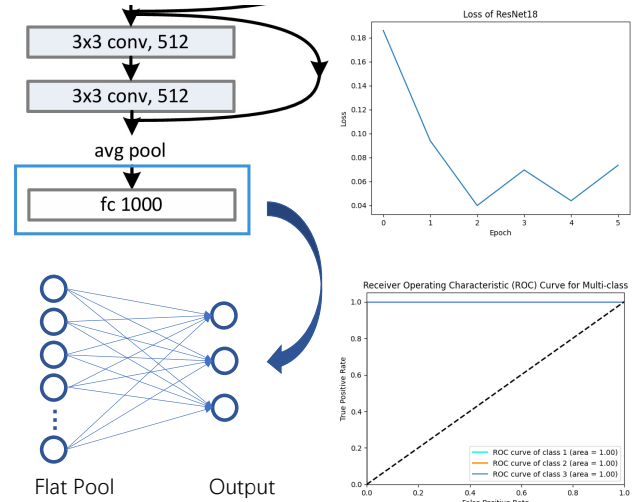 3x3 conv, 512
3x3 conv, 512
avg pool
fc 1000
Flat Pool
Output
Loss of ResNet18
Loss
0.18
0.16
0.14
0.12
0.10
0.08
0.06
0.04
0 1 2 3 4 5
Epoch
Receiver Operating Characteristic (ROC) Curve for Multi-class
True Positive Rate
1.0
0.8
0.6
0.4
0.2
0.0
ROC curve of class 1 (area = 1.00)
ROC curve of class 2 (area = 1.00)
ROC curve of class 3 (area = 1.00)
0.0 0.2 0.4 0.6 0.8 1.0
False Positive Rate